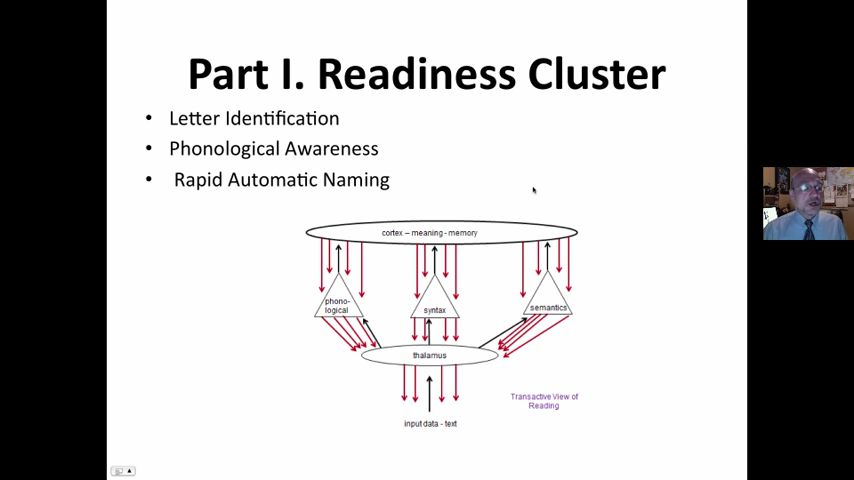 Part I. Readiness Cluster
• Letter Identification
• Phonological Awareness
• Rapid Automatic Naming
cortex – meaning - memory
phono-
logical
syntax
semantics
thalamus
Transactive View of
Reading
input data - text